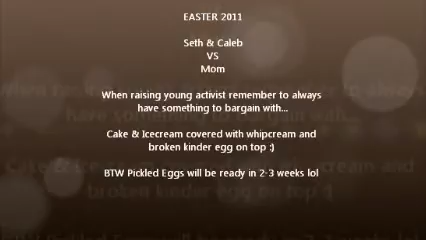 EASTER 2011
Seth & Caleb
VS
Mom
When raising young activist remember to always
have something to bargain with...
Cake & Icecream covered with whipcream and
broken kinder egg on top :)
BTW Pickled Eggs will be ready in 2-3 weeks lol